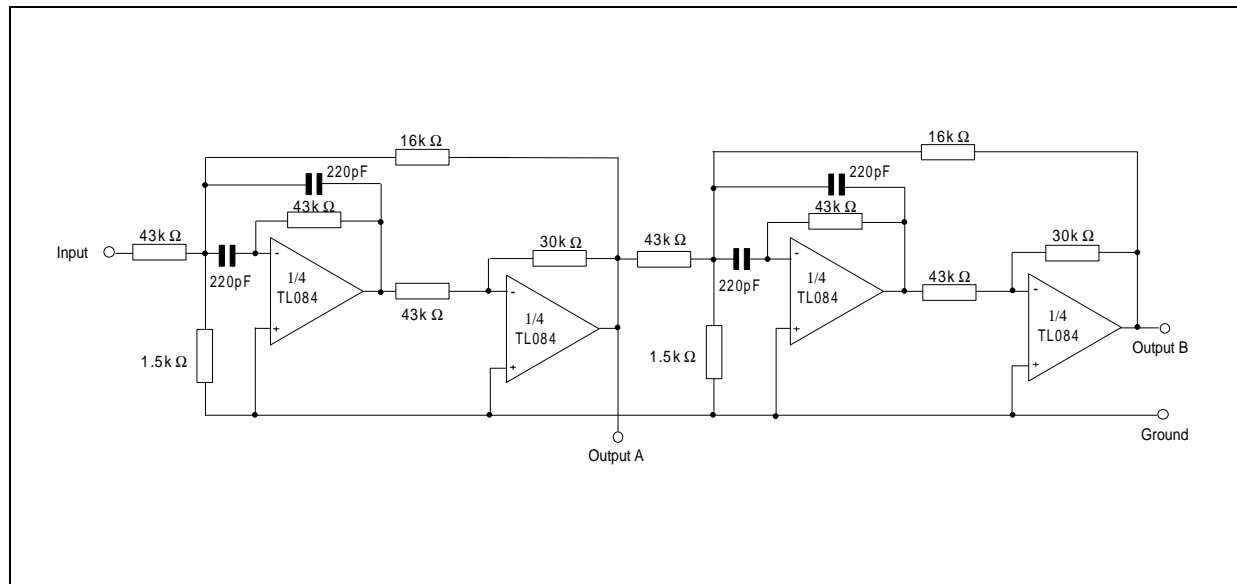 16k Ω
16k Ω
220pF
220pF
43k Ω
43k Ω
Input
43k Ω
30k Ω
43k Ω
30k Ω
-
-
-
-
220pF
1/4
TL084
220pF
1/4
TL084
43k Ω
43k Ω
1/4
TL084
1/4
TL084
+
+
Output B
1.5k Ω
1.5k Ω
+
+
Ground
Output A